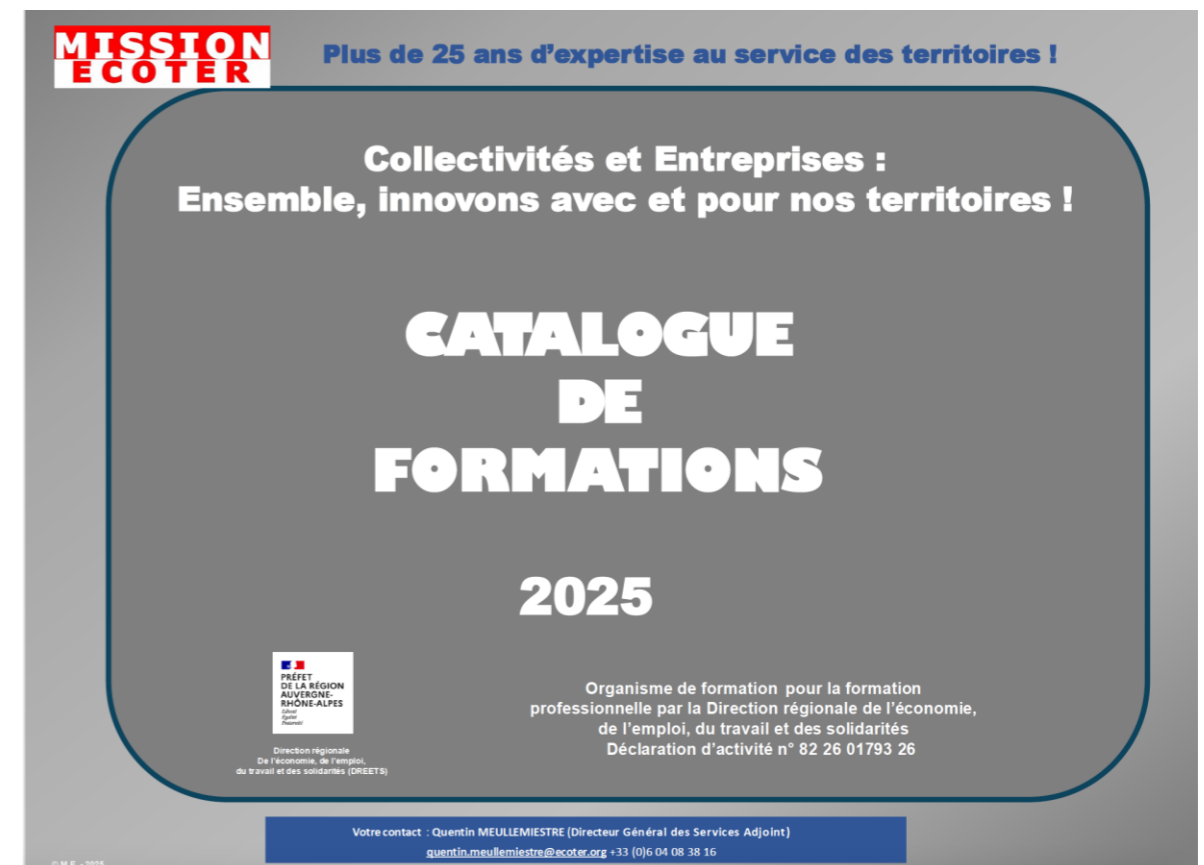 MISSION
ECOTER
Plus de 25 ans d’expertise au service des territoires !
Collectivités et Entreprises :
Ensemble, innovons avec et pour nos territoires !
CATALOGUE
DE
FORMATIONS
2025
PRÉFET
DE LA RÉGION
AUVERGNE-
RHÔNE-ALPES
Liberté
Égalité
Fraternité
Direction régionale
De l’économie, de l’emploi,
du travail et des solidarités (DREETS)
Organisme de formation pour la formation
professionnelle par la Direction régionale de l’économie,
de l’emploi, du travail et des solidarités
Déclaration d’activité n° 82 26 01793 26
Votre contact : Quentin MEULLEMIESTRE (Directeur Général des Services Adjoint)
quentin.meullemiestre@ecoter.org +33 (0)6 04 08 38 16
© M.E. - 2025